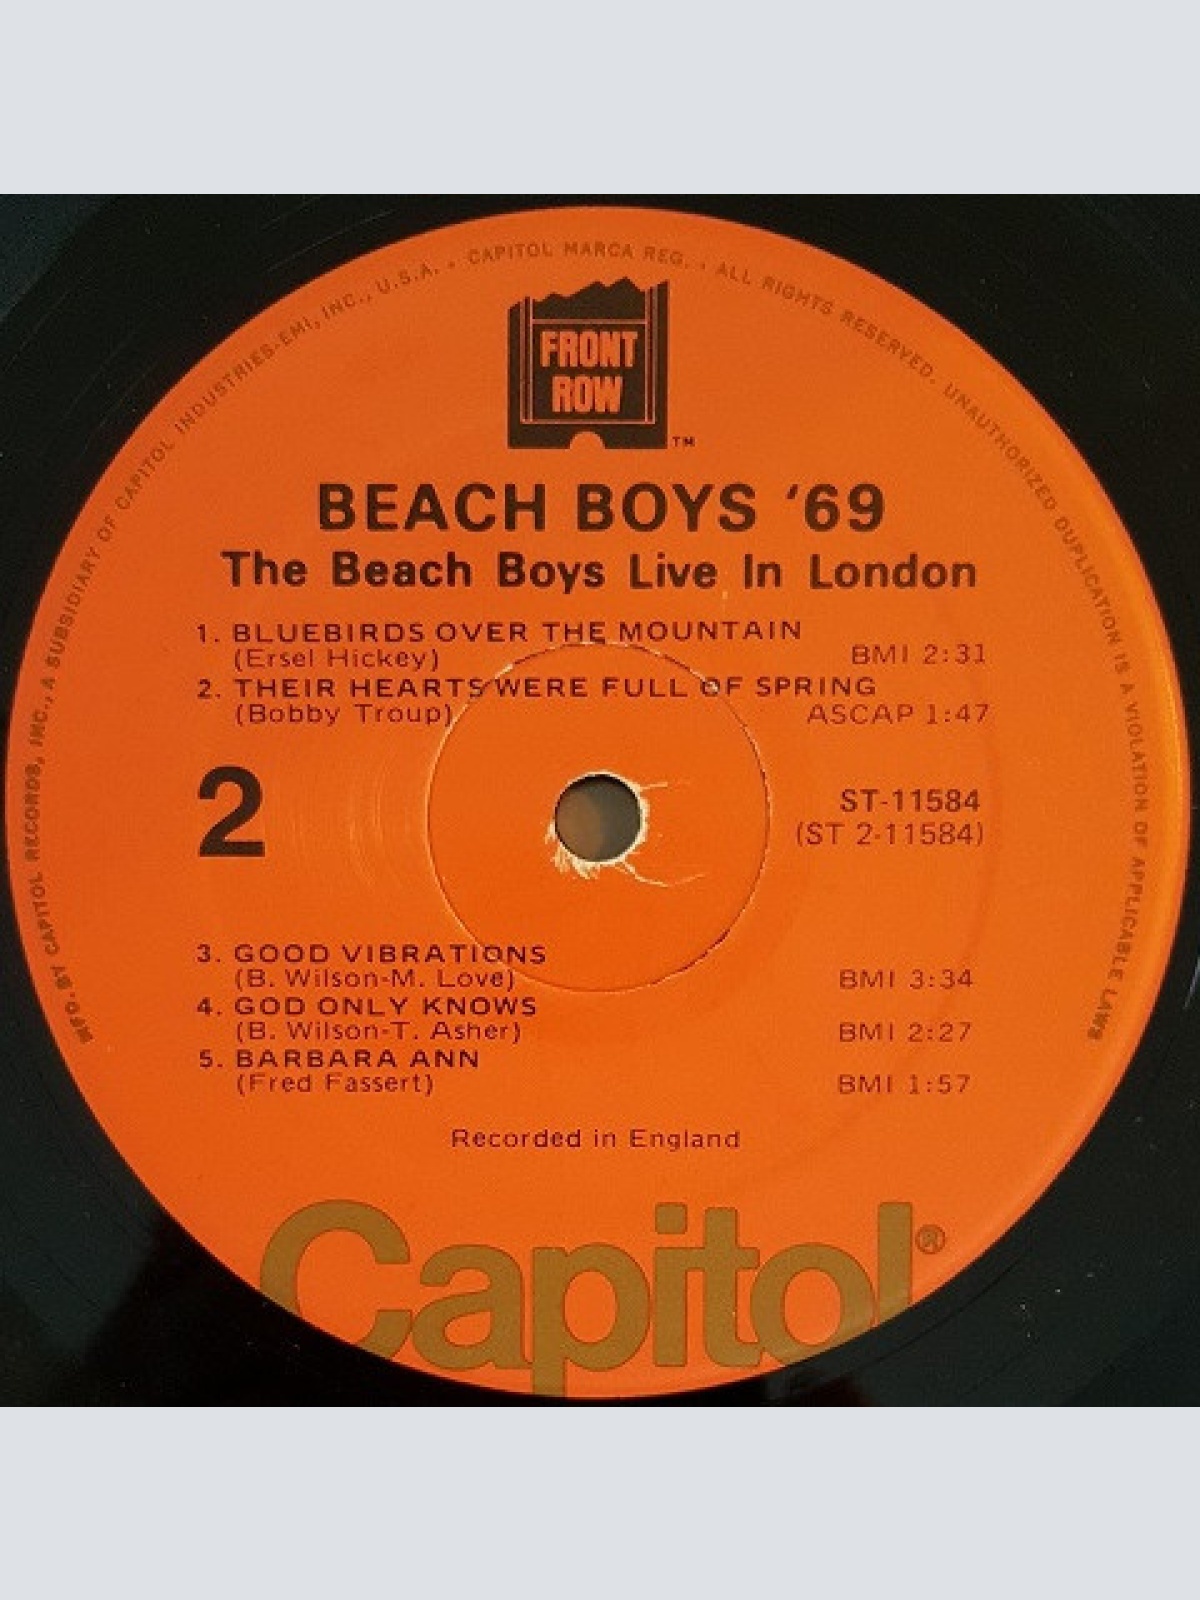 MFG. BY CAPITOL RECORDS, INC., A SUBSIDIARY OF CAPITOL INDUSTRIES-EMI, INC., U.S.A. • CAPITOL MARCA REG. • ALL RIGHTS RESERVED. UNAUTHORIZED DUPLICATION IS A VIOLATION OF APPLICABLE LAWS
FRONT
ROW
™
BEACH BOYS ‘69
The Beach Boys Live In London
1. BLUEBIRDS OVER THE MOUNTAIN
(Ersel Hickey) BMI 2:31
2. THEIR HEARTS WERE FULL OF SPRING
(Bobby Troup) ASCAP 1:47
2
ST-11584
(ST 2-11584)
3. GOOD VIBRATIONS
(B. Wilson-M. Love) BMI 3:34
4. GOD ONLY KNOWS
(B. Wilson-T. Asher) BMI 2:27
5. BARBARA ANN
(Fred Fassert) BMI 1:57
Recorded in England
Capitol®